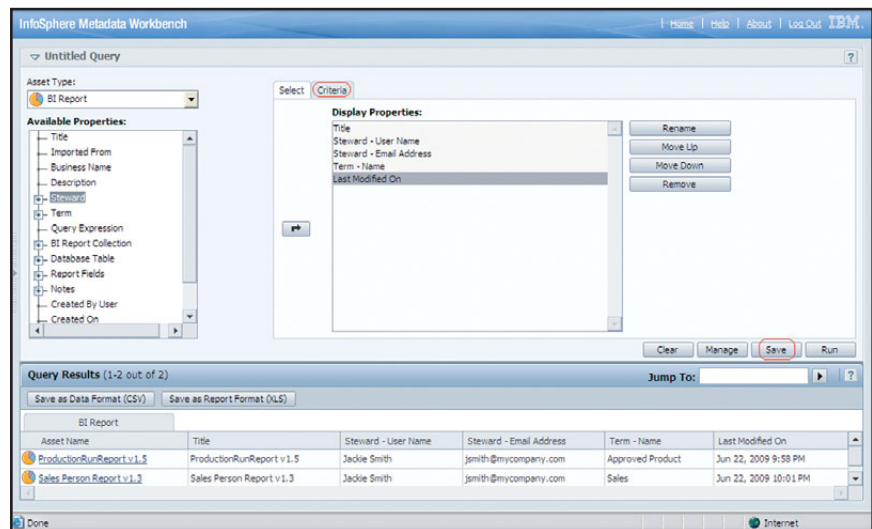 InfoSphere Metadata Workbench
Home | Help | About | Log Out IBM.
Untitled Query
?
Asset Type:
BI Report
Available Properties:
Title
Imported From
Business Name
Description
Steward
Term
Query Expression
BI Report Collection
Database Table
Report Fields
Notes
Created By User
Created On
Select
Criteria
Display Properties:
Title
Steward - User Name
Steward - Email Address
Term - Name
Last Modified On
Rename
Move Up
Move Down
Remove
Clear
Manage
Save
Run
Query Results (1-2 out of 2)
Jump To:
?
Save as Data Format (CSV)
Save as Report Format (XLS)
BI Report
Asset Name Title Steward - User Name Steward - Email Address Term - Name Last Modified On
ProductionRunReport v1.5 ProductionRunReport v1.5 Jackie Smith jsmith@mycompany.com Approved Product Jun 22, 2009 9:58 PM
Sales Person Report v1.3 Sales Person Report v1.3 Jackie Smith jsmith@mycompany.com Sales Jun 22, 2009 10:01 PM
Done
Internet